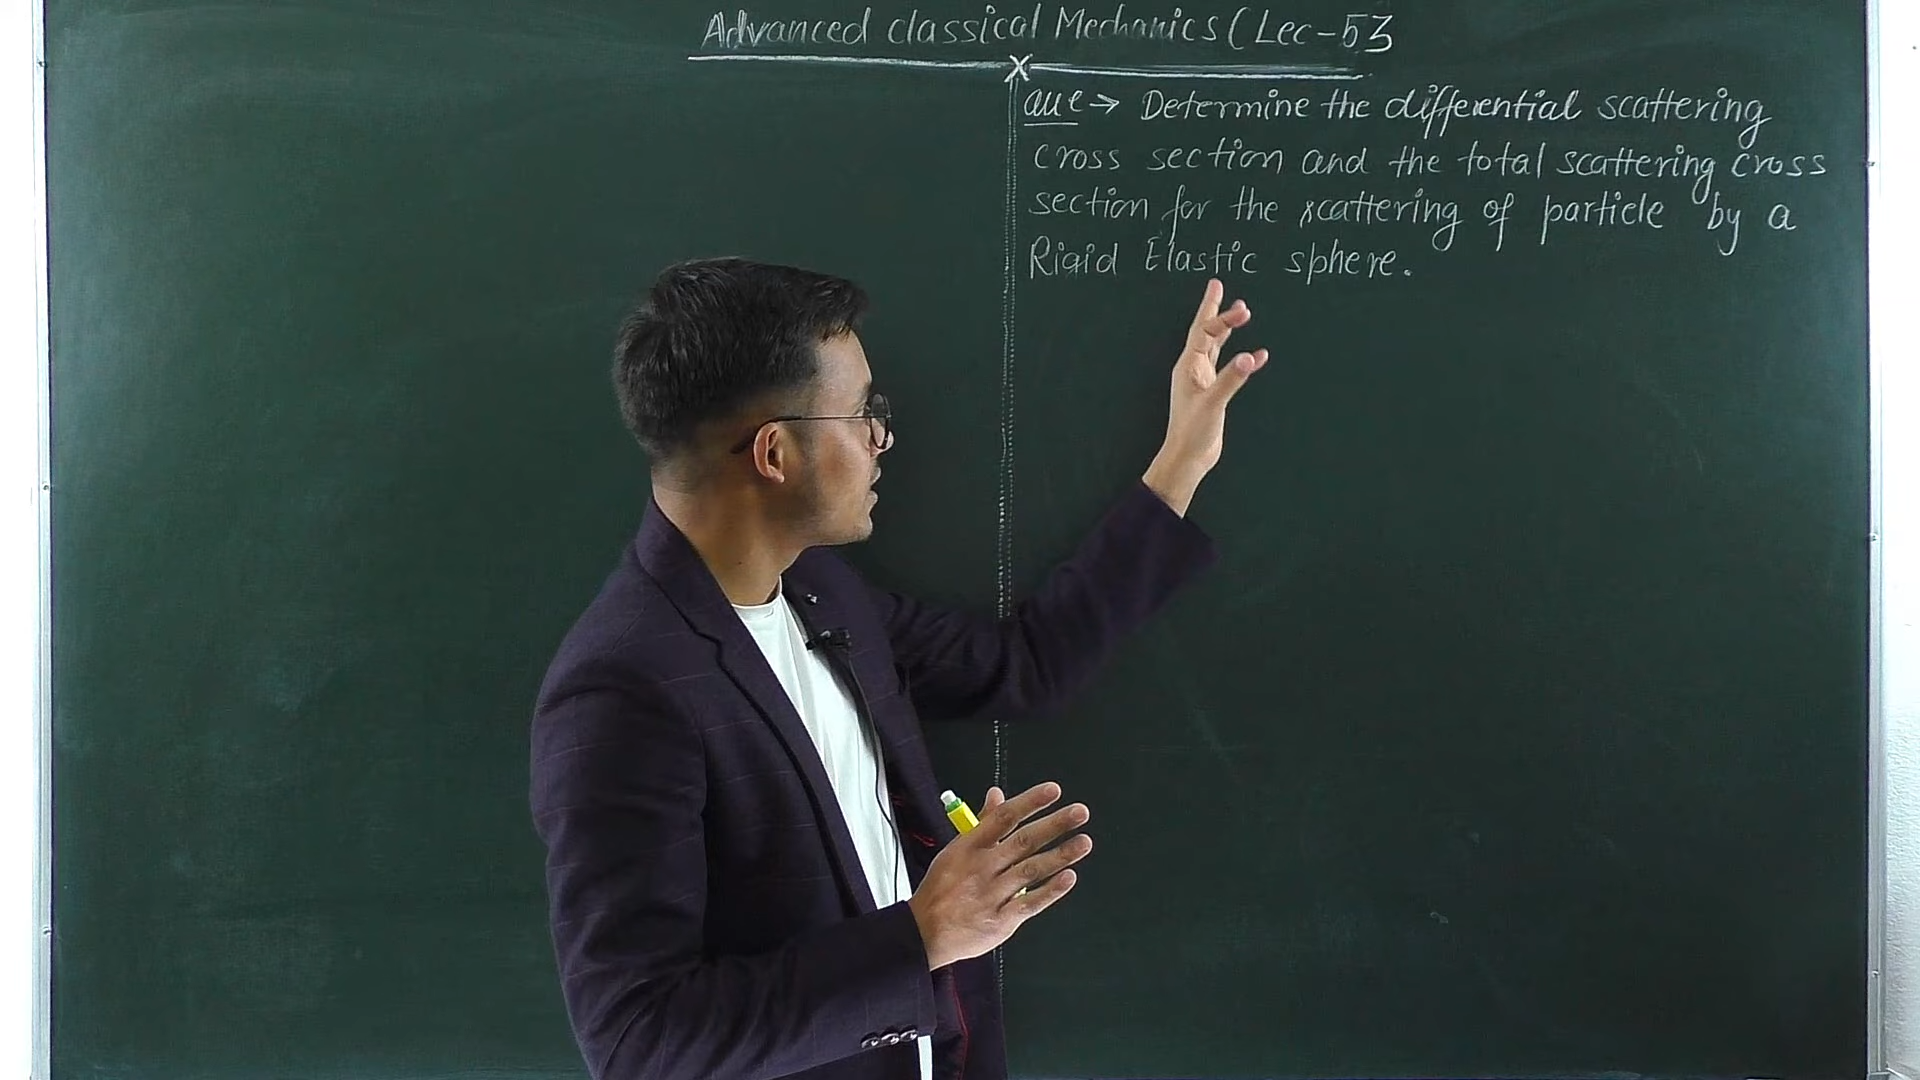 Advanced classical Mechanics (Lec-53
Que → Determine the differential scattering
cross section and the total scattering cross
section for the scattering of particle by a
Rigid Elastic sphere.